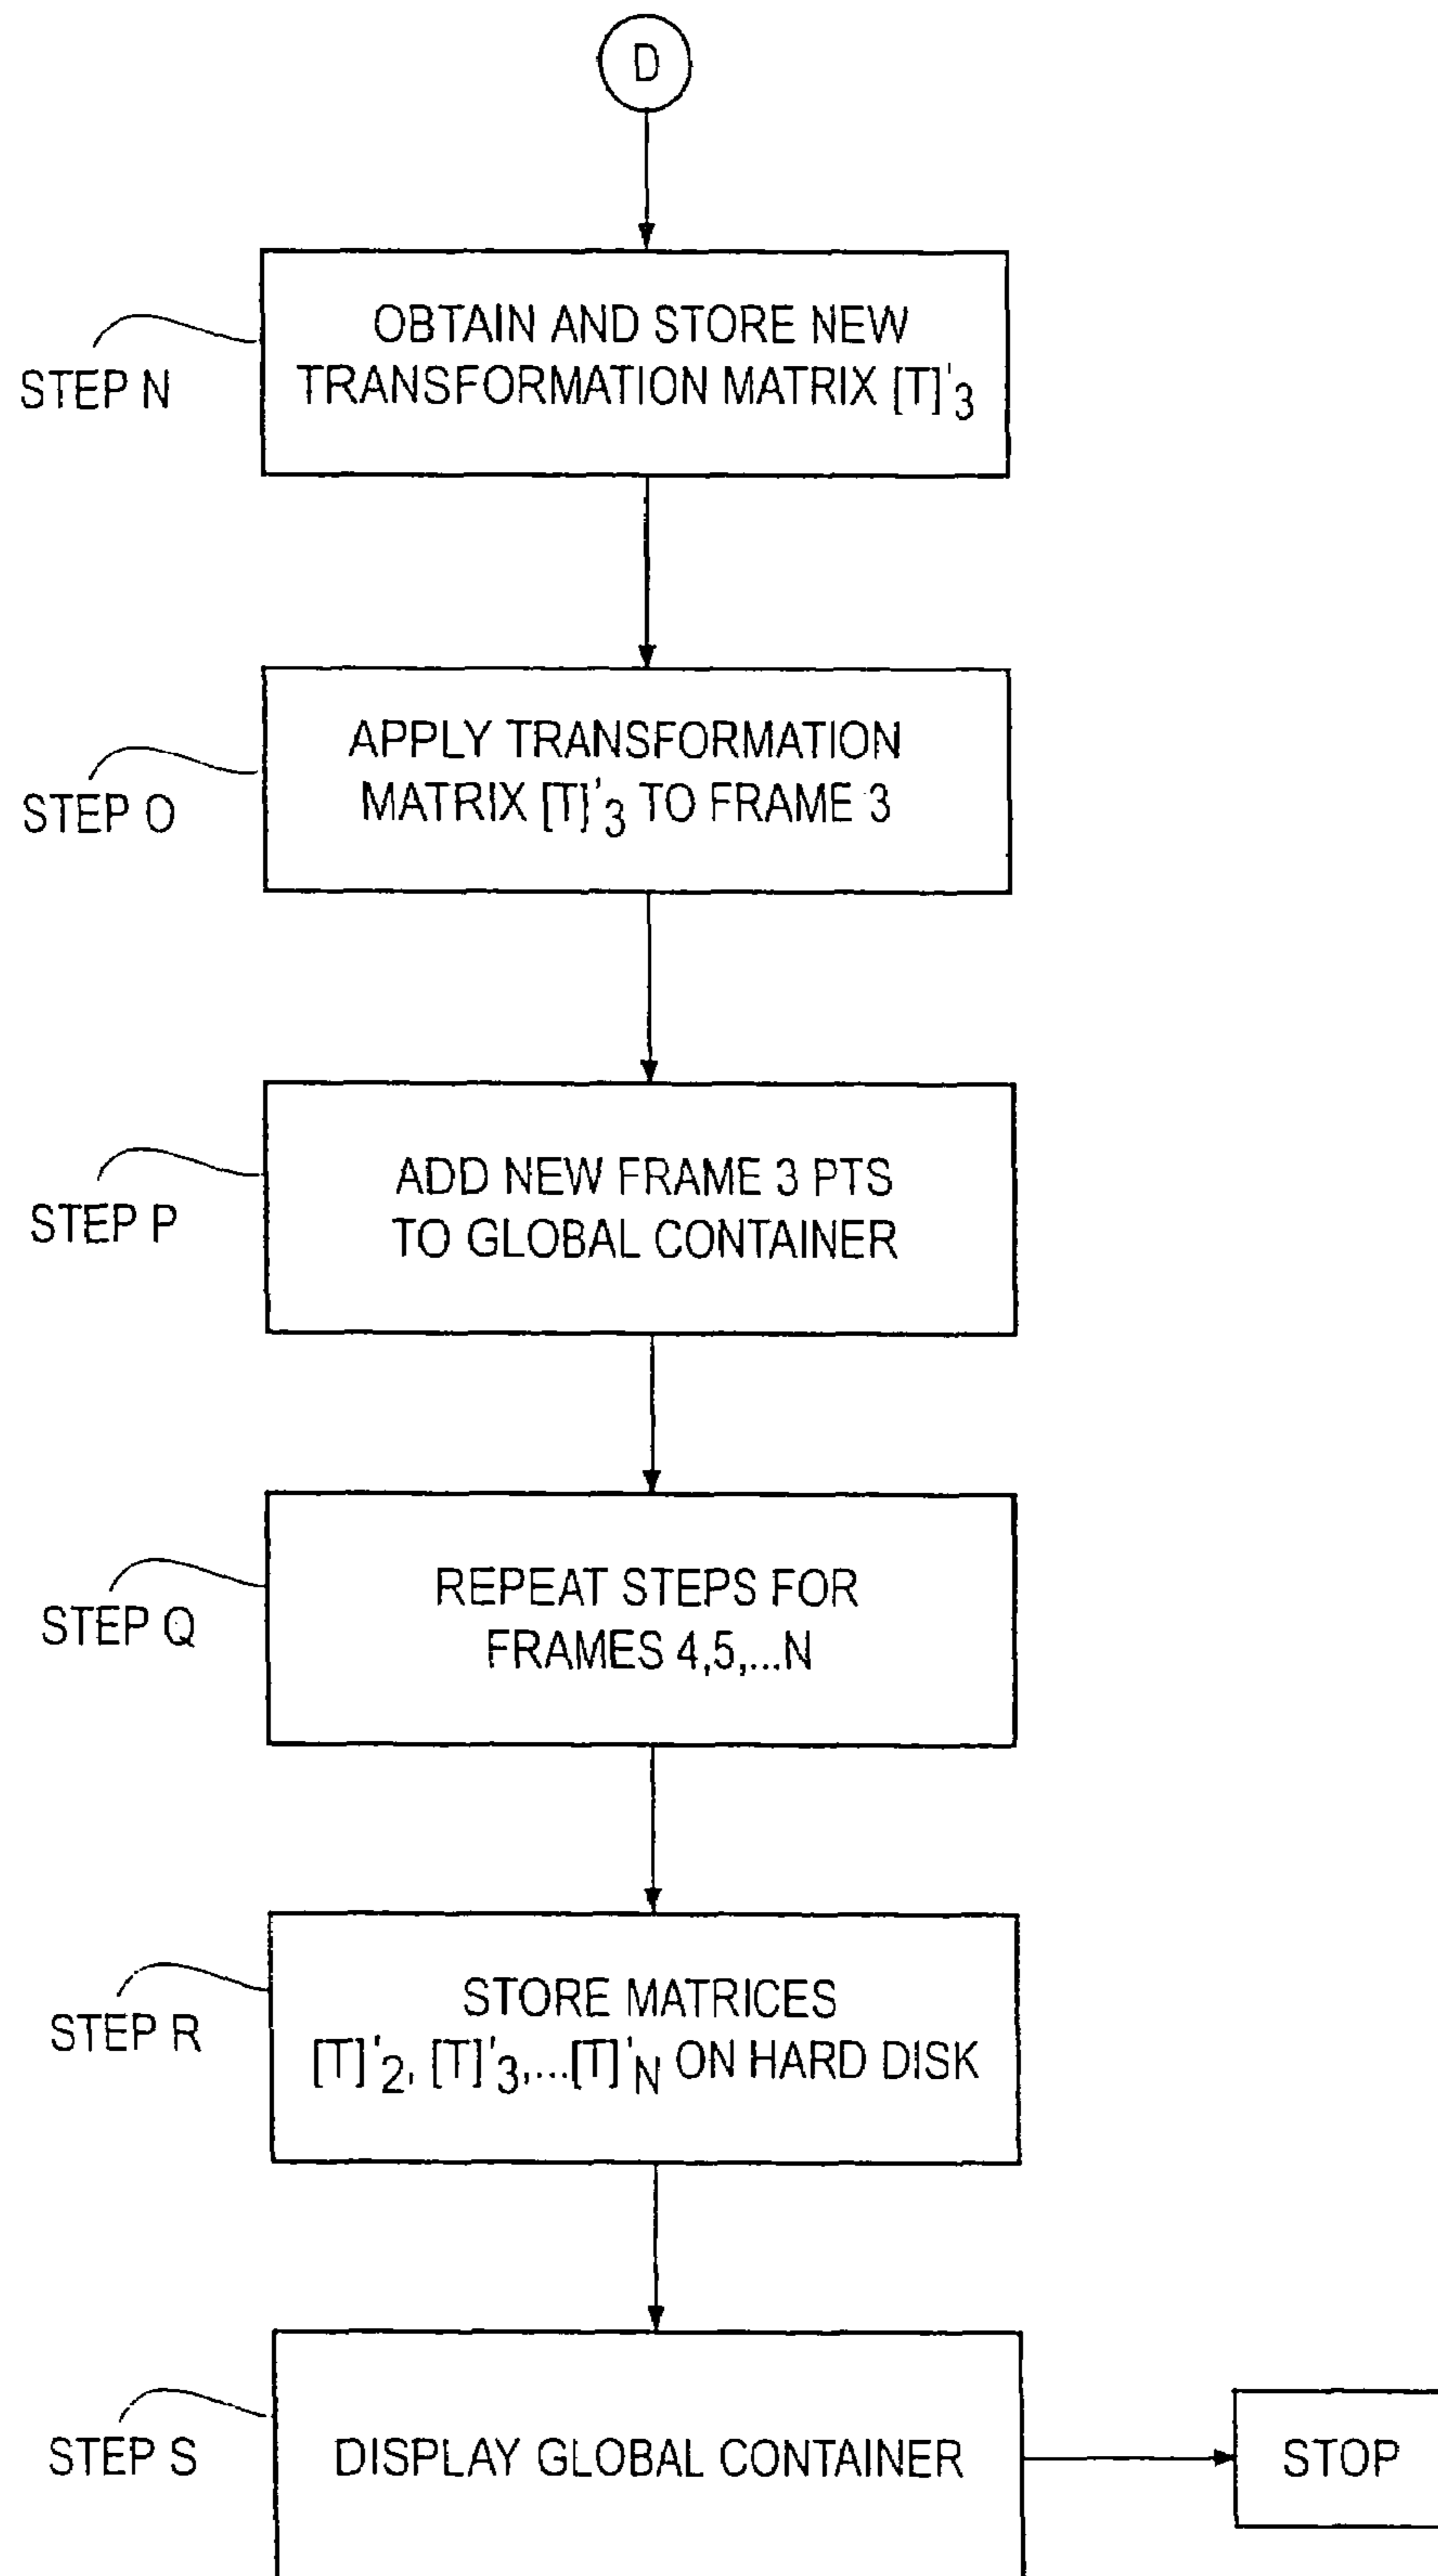 D
OBTAIN AND STORE NEW
TRANSFORMATION MATRIX [T]'3
STEP N
APPLY TRANSFORMATION
MATRIX [T]'3 TO FRAME 3
STEP O
ADD NEW FRAME 3 PTS
TO GLOBAL CONTAINER
STEP P
REPEAT STEPS FOR
FRAMES 4,5,...N
STEP Q
STORE MATRICES
[T]'2, [T]'3,...[T]'N ON HARD DISK
STEP R
DISPLAY GLOBAL CONTAINER
STEP S
STOP